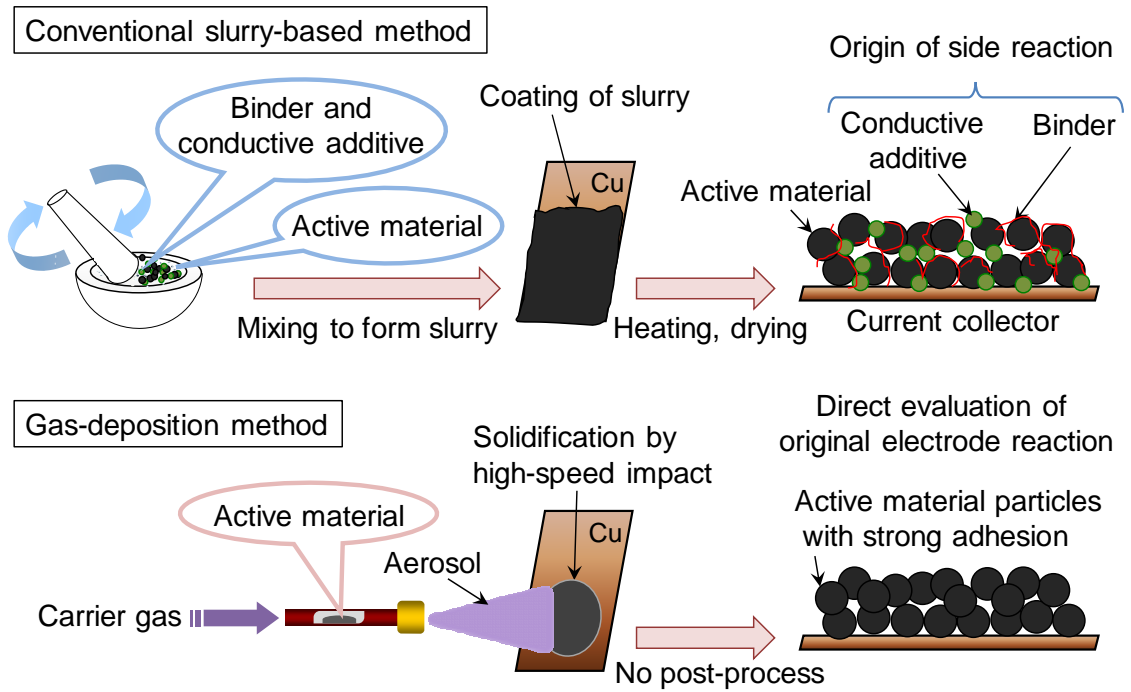 Conventional slurry-based method
Binder and
conductive additive
Active material
Mixing to form slurry
Coating of slurry
Cu
Heating, drying
Origin of side reaction
Conductive
additive
Binder
Active material
Current collector
Gas-deposition method
Active material
Carrier gas
Aerosol
Solidification by
high-speed impact
Cu
No post-process
Direct evaluation of
original electrode reaction
Active material particles
with strong adhesion